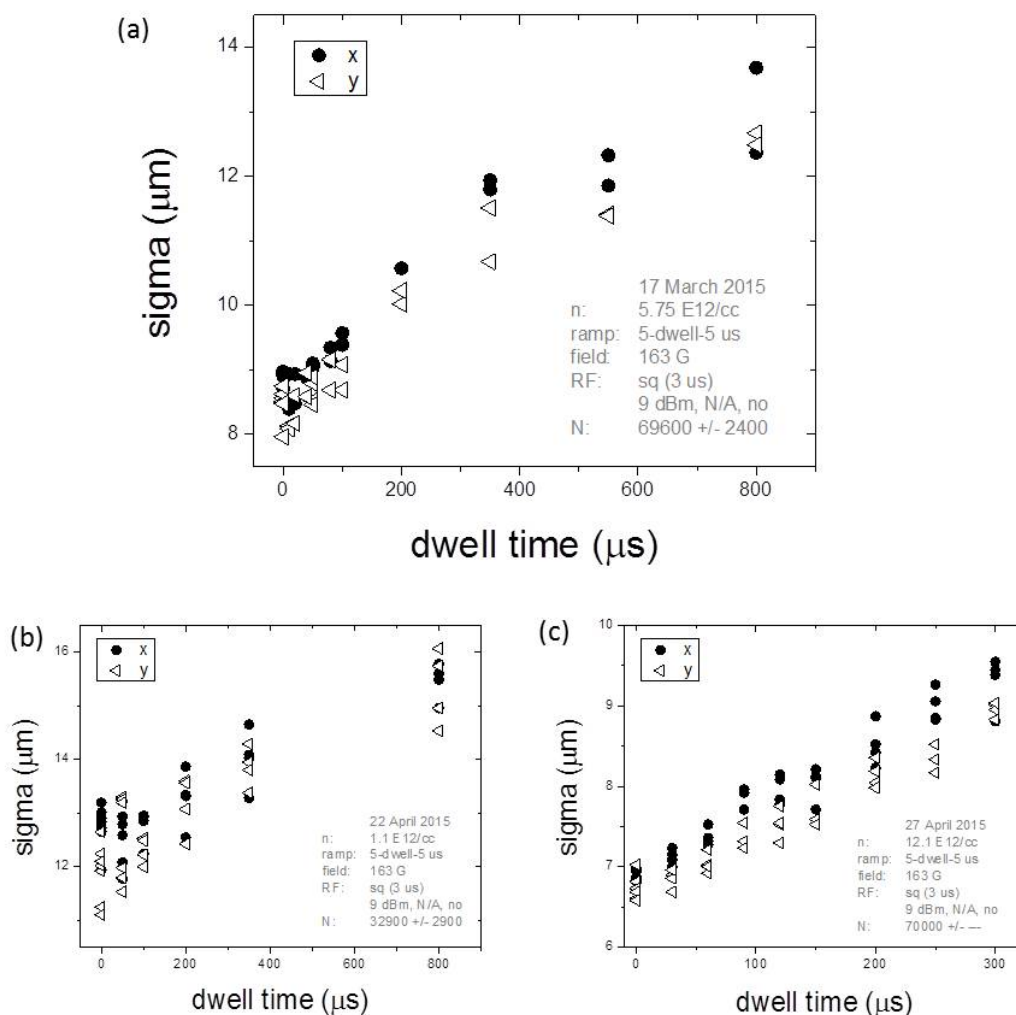 (a)
x
y
14
12
10
8
sigma (μm)
17 March 2015
n: 5.75 E12/cc
ramp: 5-dwell-5 us
field: 163 G
RF: sq (3 us)
9 dBm, N/A, no
N: 69600 +/- 2400
0 200 400 600 800
dwell time (μs)
(b)
x
y
16
14
12
sigma (μm)
22 April 2015
n: 1.1 E12/cc
ramp: 5-dwell-5 us
field: 163 G
RF: sq (3 us)
9 dBm, N/A, no
N: 32900 +/- 2900
0 200 400 600 800
dwell time (μs)
(c)
x
y
10
9
8
7
6
sigma (μm)
27 April 2015
n: 12.1 E12/cc
ramp: 5-dwell-5 us
field: 163 G
RF: sq (3 us)
9 dBm, N/A, no
N: 70000 +/- ---
0 100 200 300
dwell time (μs)